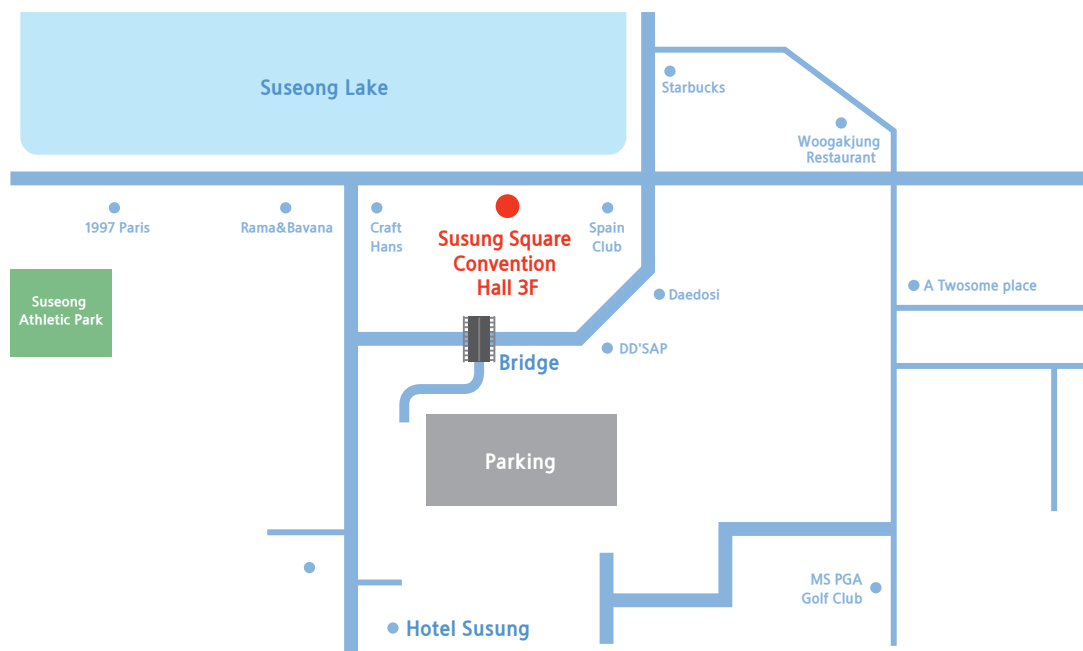 Suseong Lake
Starbucks
Woogakjung
Restaurant
1997 Paris
Rama&Bavana
Craft
Hans
Susung Square
Convention
Hall 3F
Spain
Club
Suseong
Athletic Park
Daedosi
A Twosome place
DD'SAP
Bridge
Parking
MS PGA
Golf Club
Hotel Susung